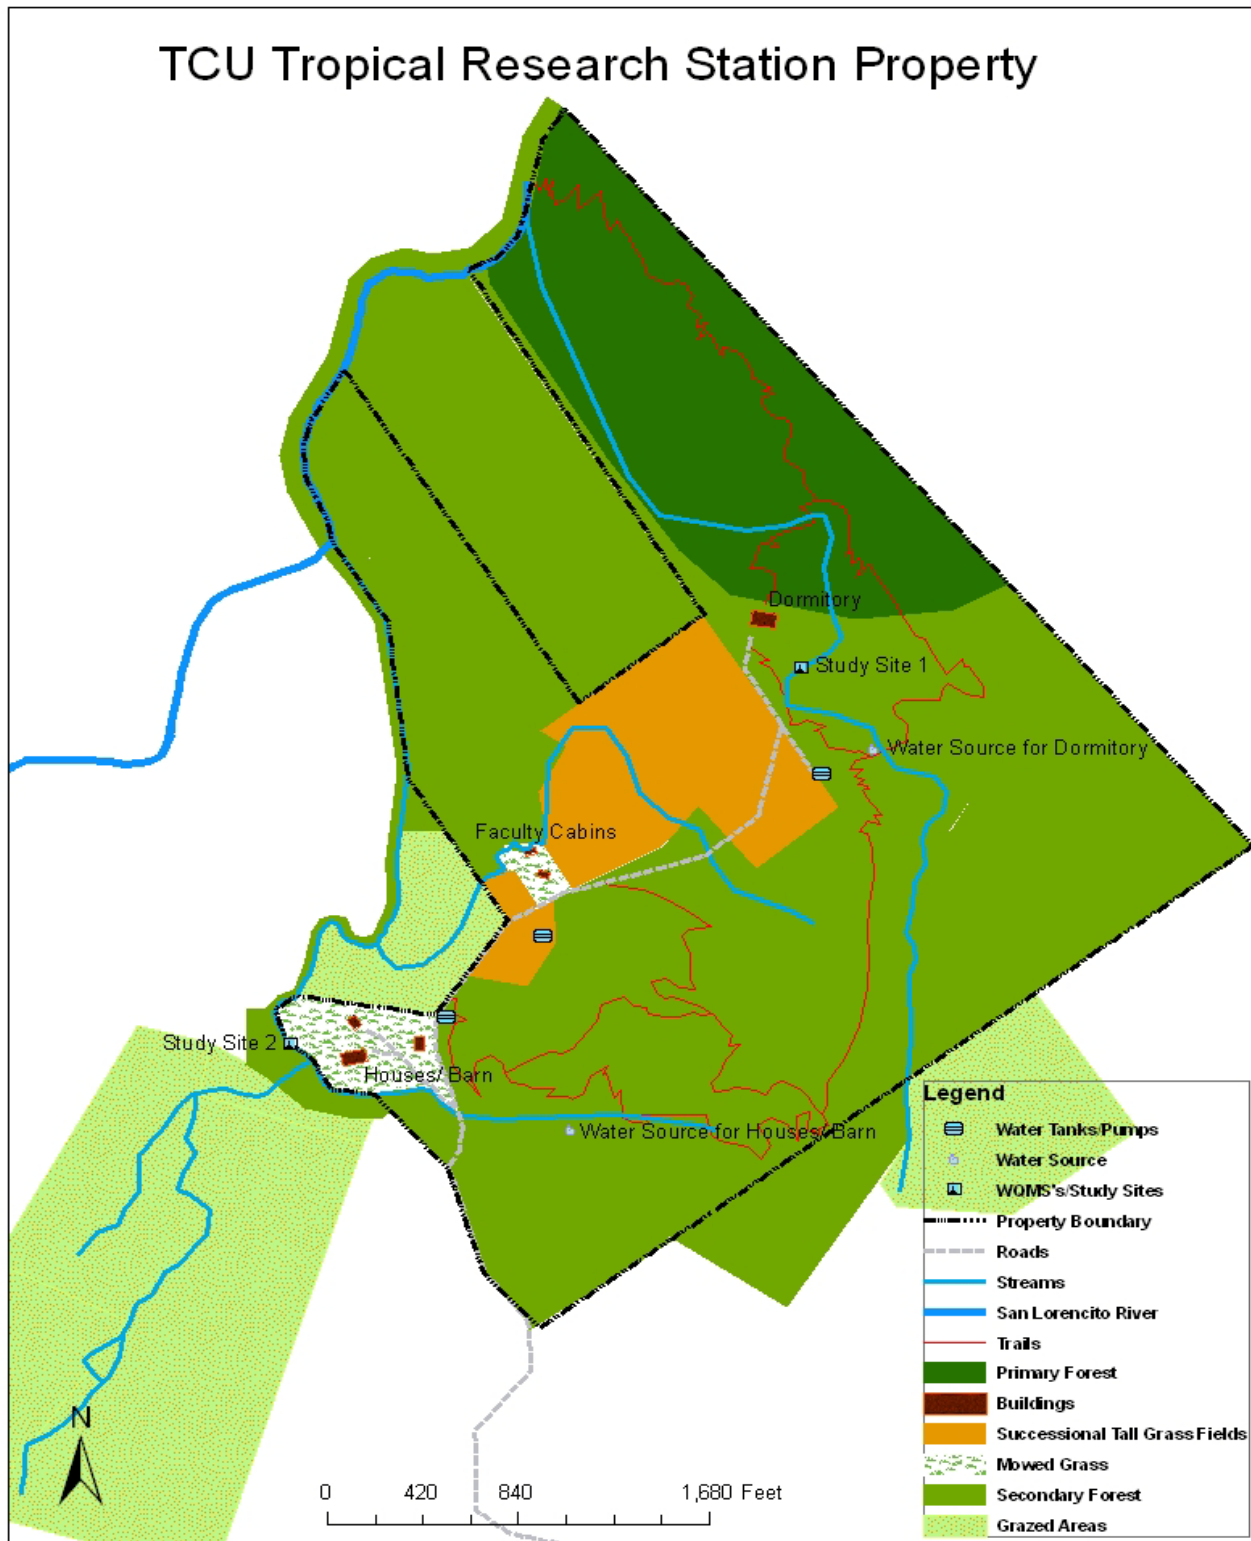 TCU Tropical Research Station Property
Dormitory
Study Site 1
Water Source for Dormitory
Faculty Cabins
Study Site 2
Houses/ Barn
Water Source for Houses/ Barn
Legend
Water Tanks/Pumps
Water Source
WQMS's/Study Sites
Property Boundary
Roads
Streams
San Lorencito River
Trails
Primary Forest
Buildings
Successional Tall Grass Fields
Mowed Grass
Secondary Forest
Grazed Areas
N
0 420 840 1,680 Feet